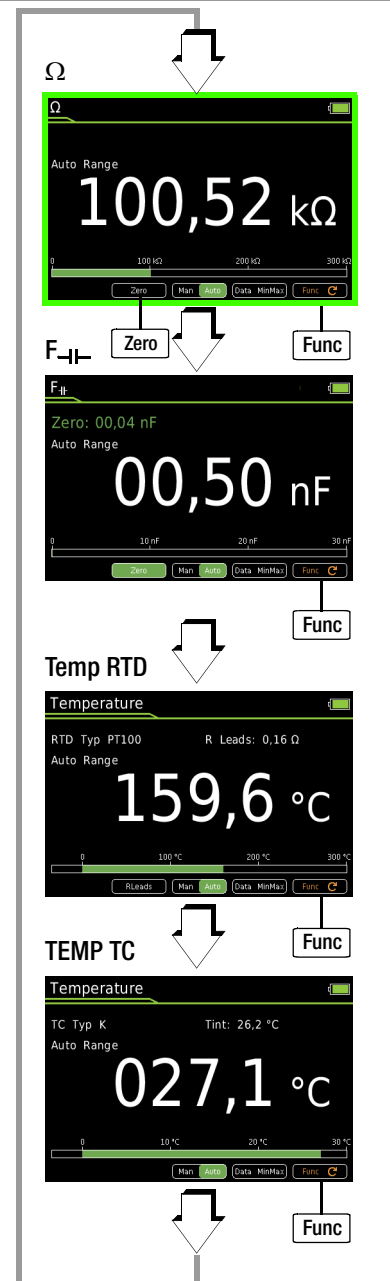 Ω
Ω
Auto Range
100,52 kΩ
0 100 kΩ 200 kΩ 300 kΩ
Zero Man Auto Data MinMax Func
Zero Func
F
F
Zero: 00,04 nF
Auto Range
00,50 nF
0 10 nF 20 nF 30 nF
Zero Man Auto Data MinMax Func
Func
Temp RTD
Temperature
RTD Typ PT100 R Leads: 0,16 Ω
Auto Range
159,6 °C
0 100 °C 200 °C 300 °C
RLeads Man Auto Data MinMax Func
Func
TEMP TC
Temperature
TC Typ K Tint: 26,2 °C
Auto Range
027,1 °C
0 10 °C 20 °C 30 °C
Man Auto Data MinMax Func
Func